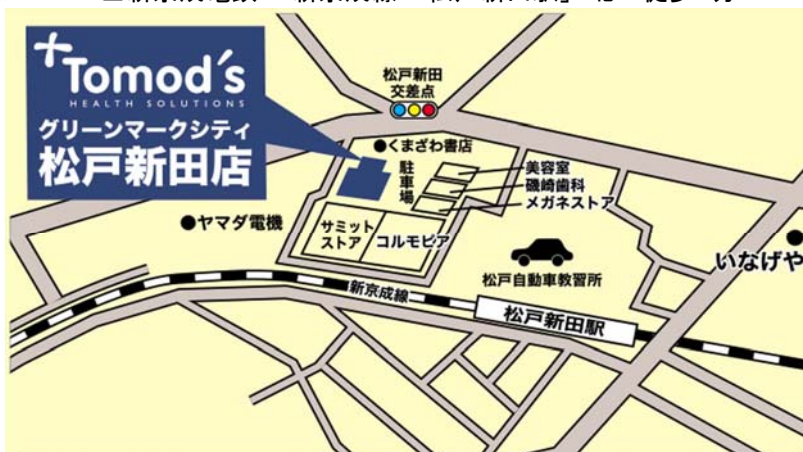 Tomod's
HEALTH SOLUTIONS
グリーンマークシティ
松戸新田店
松戸新田
交差点
●くまざわ書店
駐車場
美容室
磯崎歯科
メガネストア
●ヤマダ電機
サミット
ストア
コルモピア
松戸自動車教習所
いなげや
新京成線
松戸新田駅